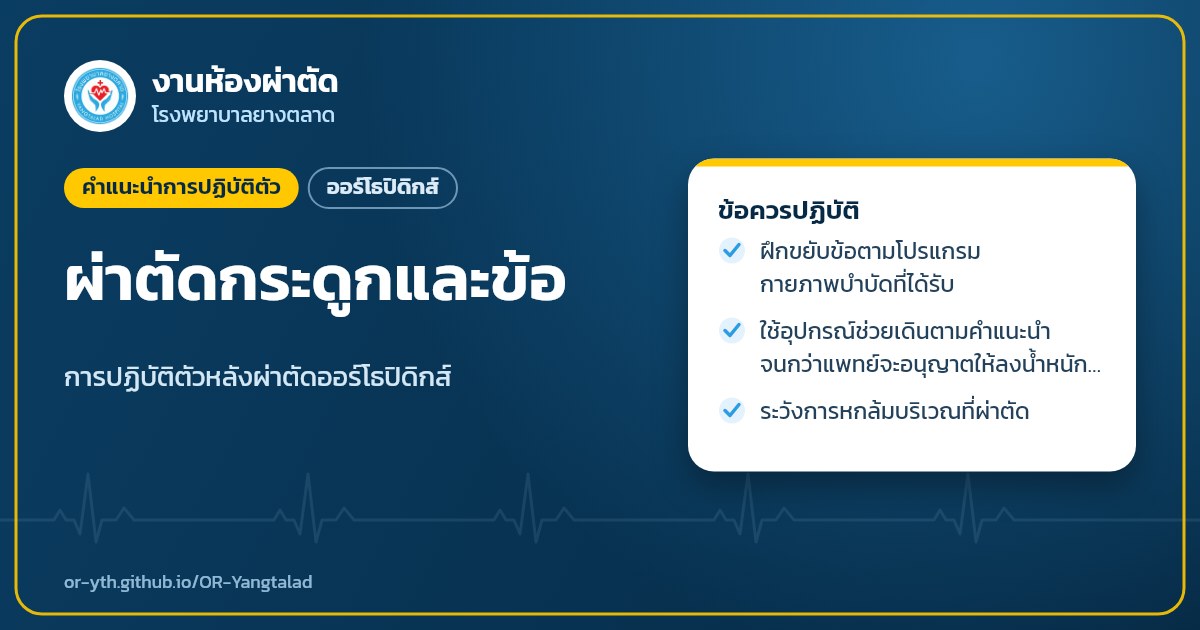 งานห้องผ่าตัด
โรงพยาบาลยางตลาด
คำแนะนำการปฏิบัติตัว
ออร์โธปิดิกส์
ผ่าตัดกระดูกและข้อ
การปฏิบัติตัวหลังผ่าตัดออร์โธปิดิกส์
ข้อควรปฏิบัติ
ฝึกขยับข้อตามโปรแกรม
กายภาพบำบัดที่ได้รับ
ใช้อุปกรณ์ช่วยเดินตามคำแนะนำ
จนกว่าแพทย์จะอนุญาตให้ลงน้ำหนัก...
ระวังการหกล้มบริเวณที่ผ่าตัด
or-yth.github.io/OR-Yangtalad